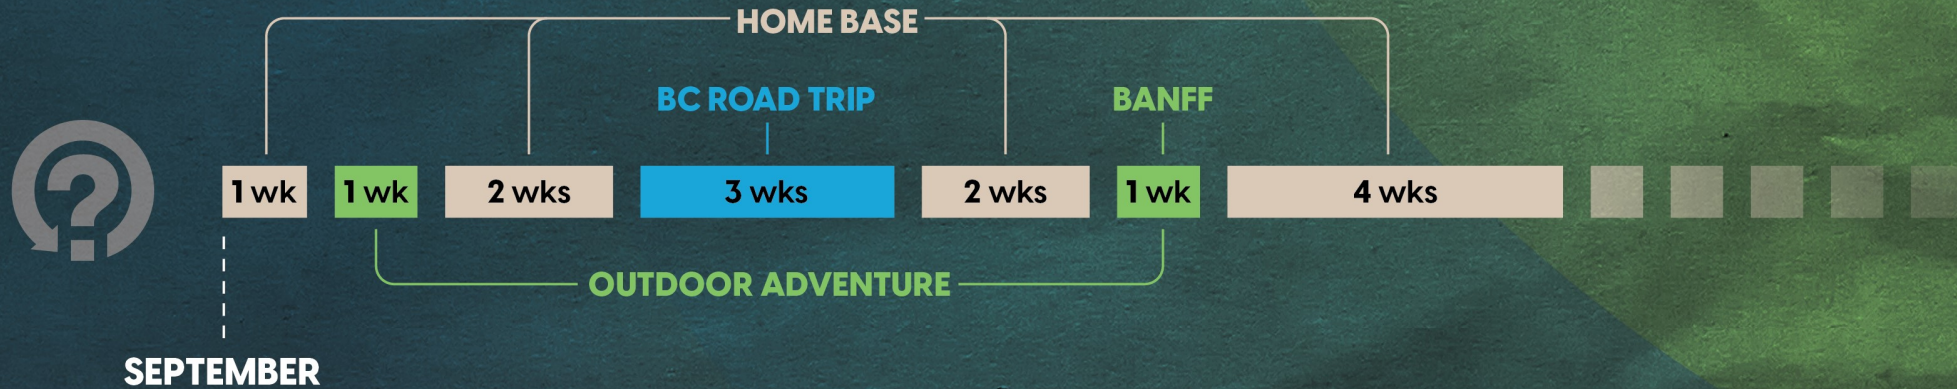 HOME BASE
BC ROAD TRIP
BANFF
1 wk
1 wk
2 wks
3 wks
2 wks
1 wk
4 wks
?
OUTDOOR ADVENTURE
SEPTEMBER